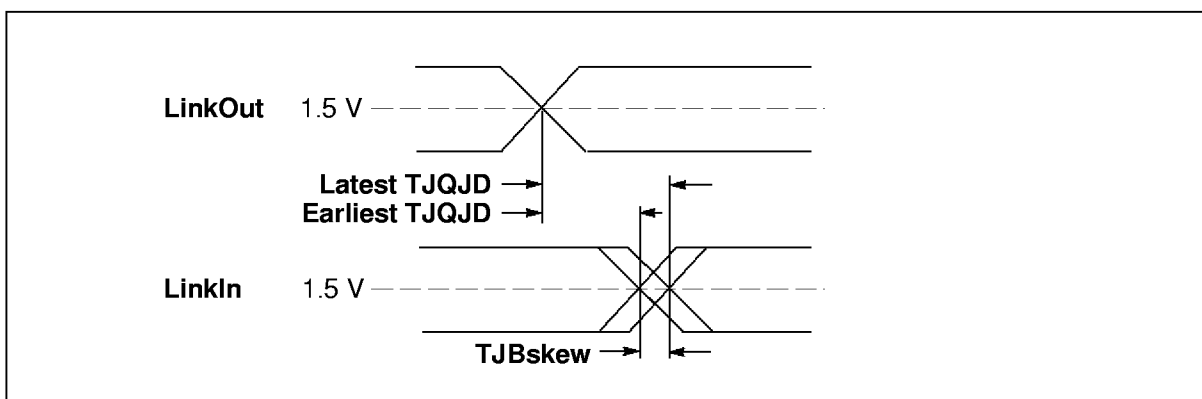 LinkOut 1.5 V
Latest TJQJD
Earliest TJQJD
LinkIn 1.5 V
TJBskew